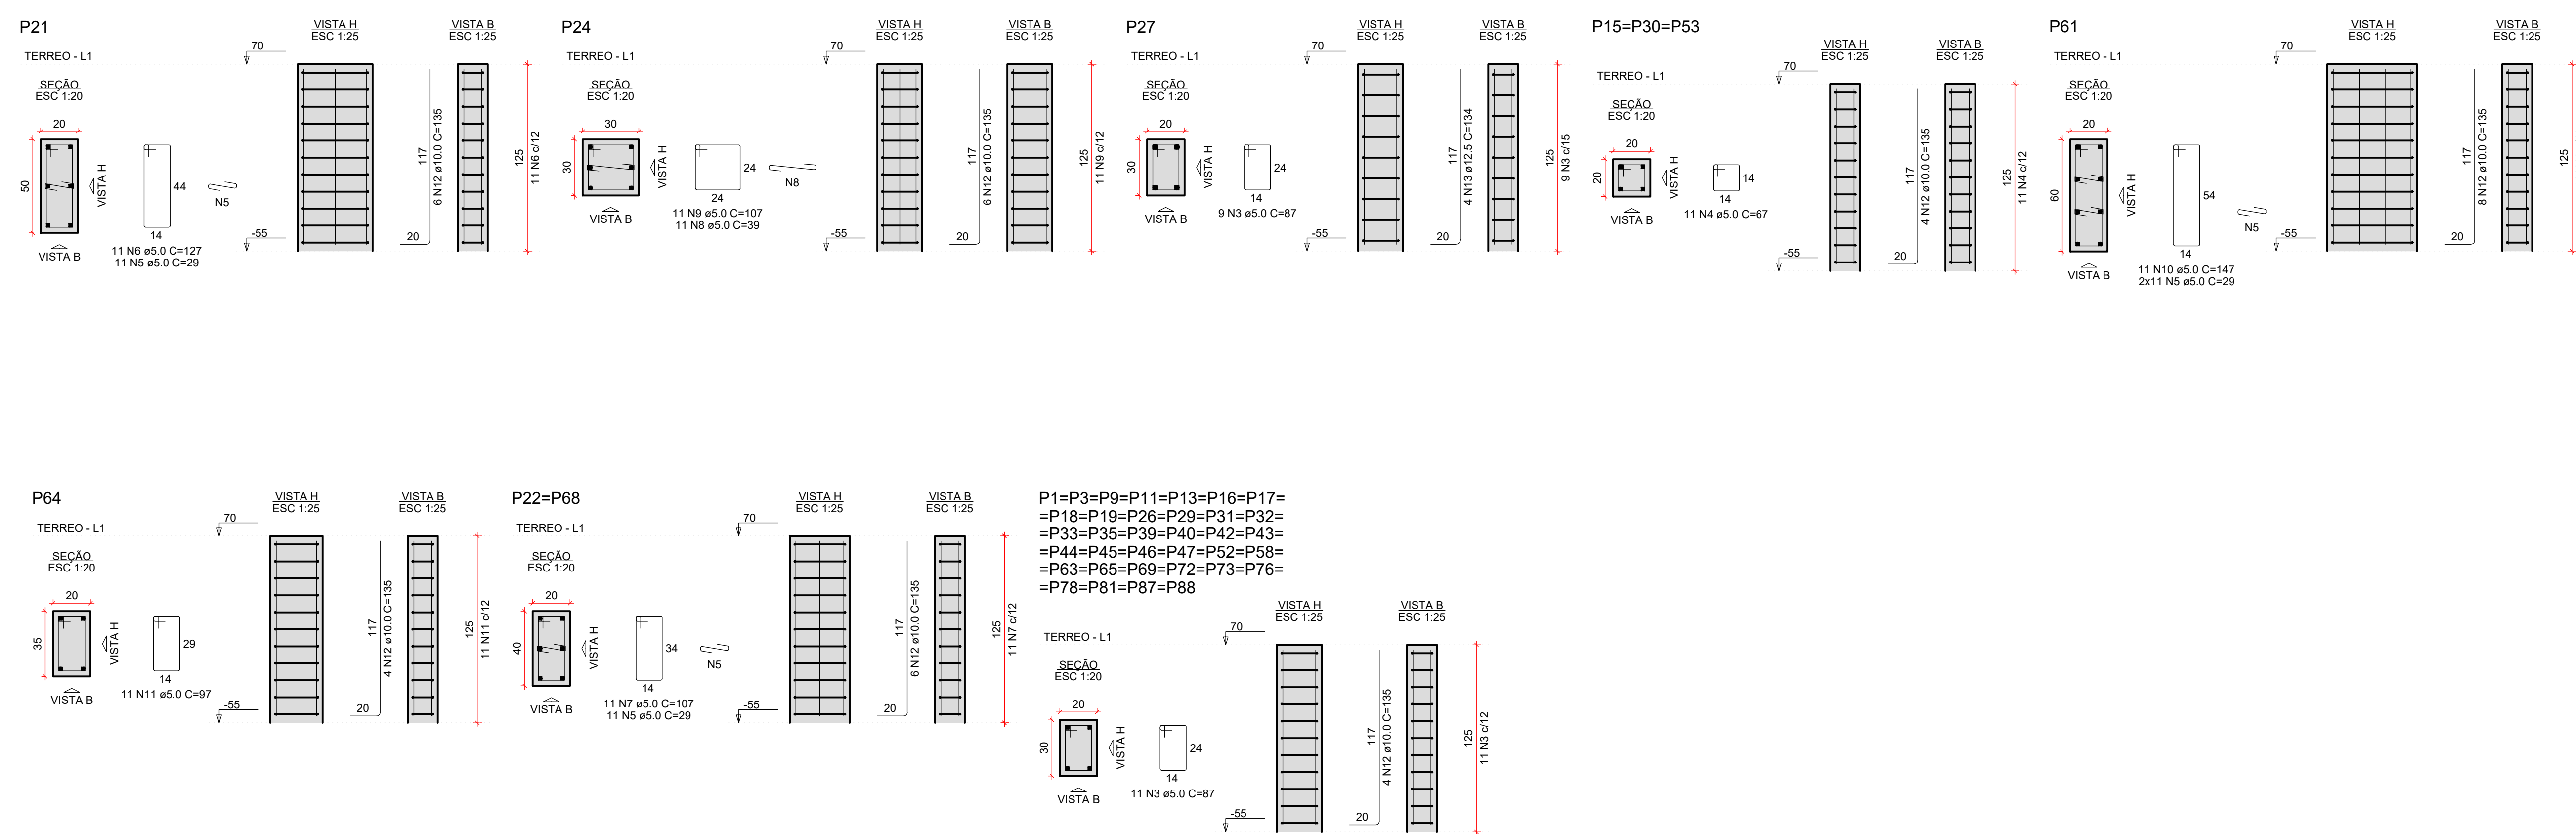 P21
TERREO - L1
SEÇÃO
ESC 1:20
20
50
VISTA H
VISTA B
44
14
N5
11 N6 ø5.0 C=127
11 N5 ø5.0 C=29
VISTA H
ESC 1:25
70
-55
117
6 N12 ø10.0 C=135
20
VISTA B
ESC 1:25
125
11 N6 c/12
P24
TERREO - L1
SEÇÃO
ESC 1:20
30
30
VISTA H
VISTA B
24
24
N8
11 N9 ø5.0 C=107
11 N8 ø5.0 C=39
VISTA H
ESC 1:25
70
-55
117
6 N12 ø10.0 C=135
20
VISTA B
ESC 1:25
125
11 N9 c/12
P27
TERREO - L1
SEÇÃO
ESC 1:20
20
30
VISTA H
VISTA B
24
14
9 N3 ø5.0 C=87
VISTA H
ESC 1:25
70
-55
117
4 N13 ø12.5 C=134
20
VISTA B
ESC 1:25
125
9 N3 c/15
P15=P30=P53
TERREO - L1
SEÇÃO
ESC 1:20
20
20
VISTA H
VISTA B
14
14
11 N4 ø5.0 C=67
VISTA H
ESC 1:25
70
-55
117
4 N12 ø10.0 C=135
20
VISTA B
ESC 1:25
125
11 N4 c/12
P61
TERREO - L1
SEÇÃO
ESC 1:20
20
60
VISTA H
VISTA B
54
14
N5
11 N10 ø5.0 C=147
2x11 N5 ø5.0 C=29
VISTA H
ESC 1:25
70
-55
117
8 N12 ø10.0 C=135
20
VISTA B
ESC 1:25
125
P64
TERREO - L1
SEÇÃO
ESC 1:20
20
35
VISTA H
VISTA B
29
14
11 N11 ø5.0 C=97
VISTA H
ESC 1:25
70
-55
117
4 N12 ø10.0 C=135
20
VISTA B
ESC 1:25
125
11 N11 c/12
P22=P68
TERREO - L1
SEÇÃO
ESC 1:20
20
40
VISTA H
VISTA B
34
14
N5
11 N7 ø5.0 C=107
11 N5 ø5.0 C=29
VISTA H
ESC 1:25
70
-55
117
6 N12 ø10.0 C=135
20
VISTA B
ESC 1:25
125
11 N7 c/12
P1=P3=P9=P11=P13=P16=P17=
=P18=P19=P26=P29=P31=P32=
=P33=P35=P39=P40=P42=P43=
=P44=P45=P46=P47=P52=P58=
=P63=P65=P69=P72=P73=P76=
=P78=P81=P87=P88
TERREO - L1
SEÇÃO
ESC 1:20
20
30
VISTA H
VISTA B
24
14
11 N3 ø5.0 C=87
VISTA H
ESC 1:25
70
-55
117
4 N12 ø10.0 C=135
20
VISTA B
ESC 1:25
125
11 N3 c/12